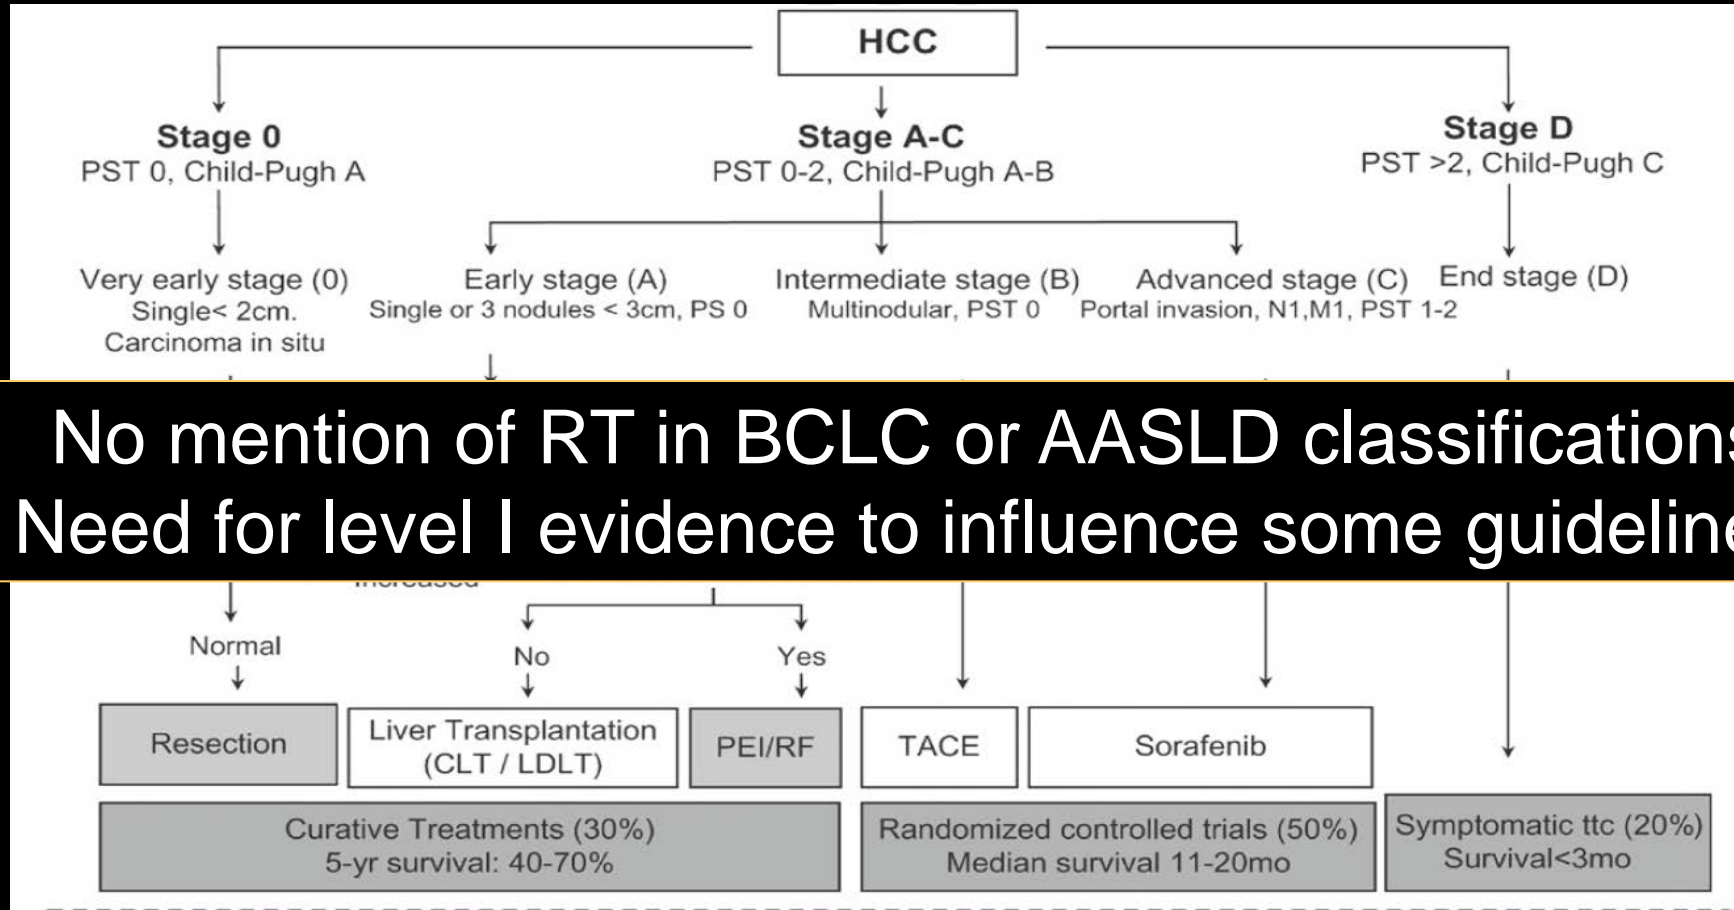 HCC
Stage 0
PST 0, Child-Pugh A
Stage A-C
PST 0-2, Child-Pugh A-B
Stage D
PST >2, Child-Pugh C
Very early stage (0)
Single< 2cm.
Carcinoma in situ
Early stage (A)
Single or 3 nodules < 3cm, PS 0
Intermediate stage (B)
Multinodular, PST 0
Advanced stage (C)
Portal invasion, N1,M1, PST 1-2
End stage (D)
No mention of RT in BCLC or AASLD classifications
Need for level I evidence to influence some guideline
Increased
Normal
No
Yes
Resection
Liver Transplantation
(CLT / LDLT)
PEI/RF
TACE
Sorafenib
Curative Treatments (30%)
5-yr survival: 40-70%
Randomized controlled trials (50%)
Median survival 11-20mo
Symptomatic ttc (20%)
Survival<3mo